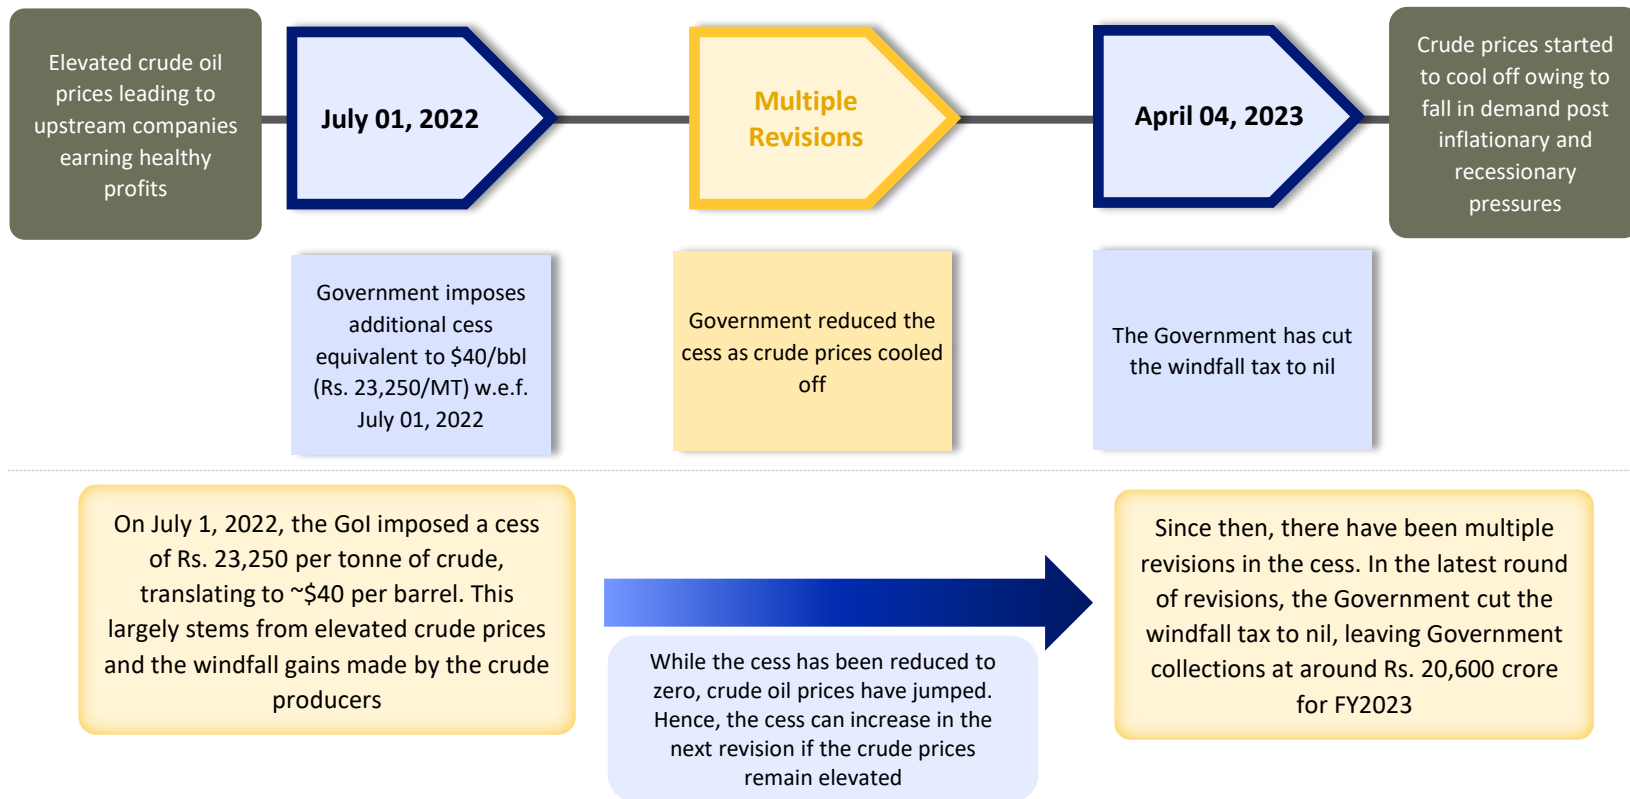 Elevated crude oil
prices leading to
upstream companies
earning healthy
profits
July 01, 2022
Multiple
Revisions
April 04, 2023
Crude prices started
to cool off owing to
fall in demand post
inflationary and
recessionary
pressures
Government imposes
additional cess
equivalent to $40/bbl
(Rs. 23,250/MT) w.e.f.
July 01, 2022
Government reduced the
cess as crude prices cooled
off
The Government has cut
the windfall tax to nil
On July 1, 2022, the GoI imposed a cess
of Rs. 23,250 per tonne of crude,
translating to ~$40 per barrel. This
largely stems from elevated crude prices
and the windfall gains made by the crude
producers
While the cess has been reduced to
zero, crude oil prices have jumped.
Hence, the cess can increase in the
next revision if the crude prices
remain elevated
Since then, there have been multiple
revisions in the cess. In the latest round
of revisions, the Government cut the
windfall tax to nil, leaving Government
collections at around Rs. 20,600 crore
for FY2023